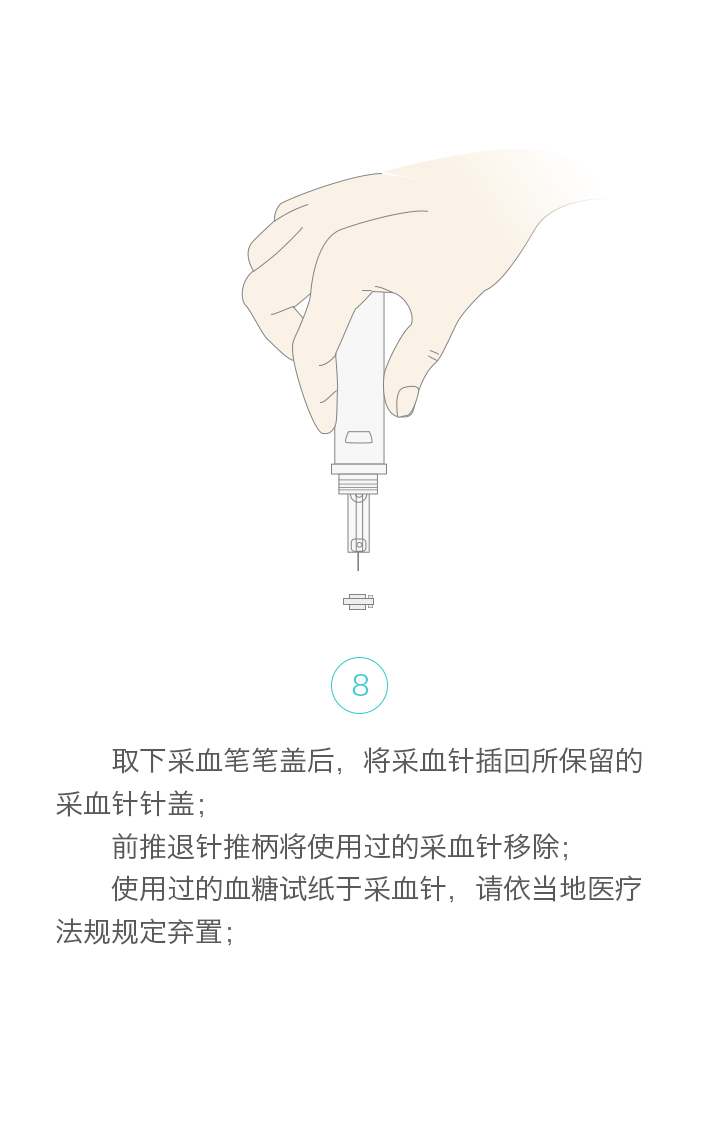 8
取下采血笔笔盖后，将采血针插回所保留的
采血针针盖；
前推退针推柄将使用过的采血针移除；
使用过的血糖试纸于采血针，请依当地医疗
法规规定弃置；